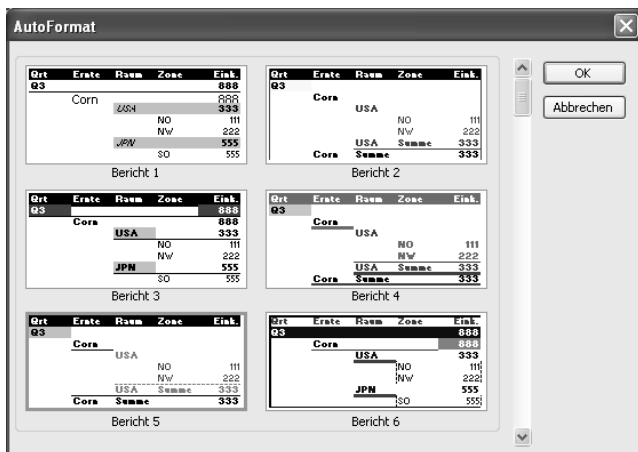 AutoFormat
Qrt Ernte Raum Zone Eink.
Q3 888
Corn 888
USA 333
NO 111
NW 222
JPN 555
SO 555
Bericht 1
Qrt Ernte Raum Zone Eink.
Q3
Corn
USA
NO 111
NW 222
USA Summe 333
Corn Summe 333
Bericht 2
OK
Abbrechen
Qrt Ernte Raum Zone Eink.
Q3 888
Corn 888
USA 333
NO 111
NW 222
JPN 555
SO 555
Bericht 3
Qrt Ernte Raum Zone Eink.
Q3
Corn
USA
NO 111
NW 222
USA Summe 333
Corn Summe 333
Bericht 4
Qrt Ernte Raum Zone Eink.
Q3
Corn
USA
NO 111
NW 222
USA Summe 333
Corn Summe 333
Bericht 5
Qrt Ernte Raum Zone Eink.
Q3 888
Corn 888
USA 333
NO 111
NW 222
JPN 555
SO 555
Bericht 6